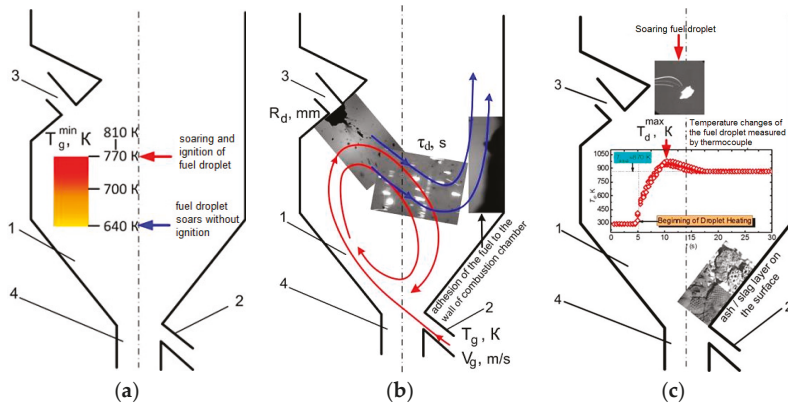 3
T_g^min, K
810 K
770 K
700 K
640 K
soaring and
ignition of
fuel droplet
fuel droplet
soars without
ignition
1
4
2
(a)
3
R_d, mm
τ_d, s
1
4
adhesion of the fuel to the
wall of combustion chamber
2
T_g, K
V_g, m/s
(b)
Soaring fuel droplet
3
2
T_d^max, K
Temperature changes of
the fuel droplet measured
by thermocouple
1050
900
750
600
450
300
Beginning of Droplet Heating
0
5
10
15
20
25
30
(s)
1
4
ash / slag layer on
the surface
2
(c)